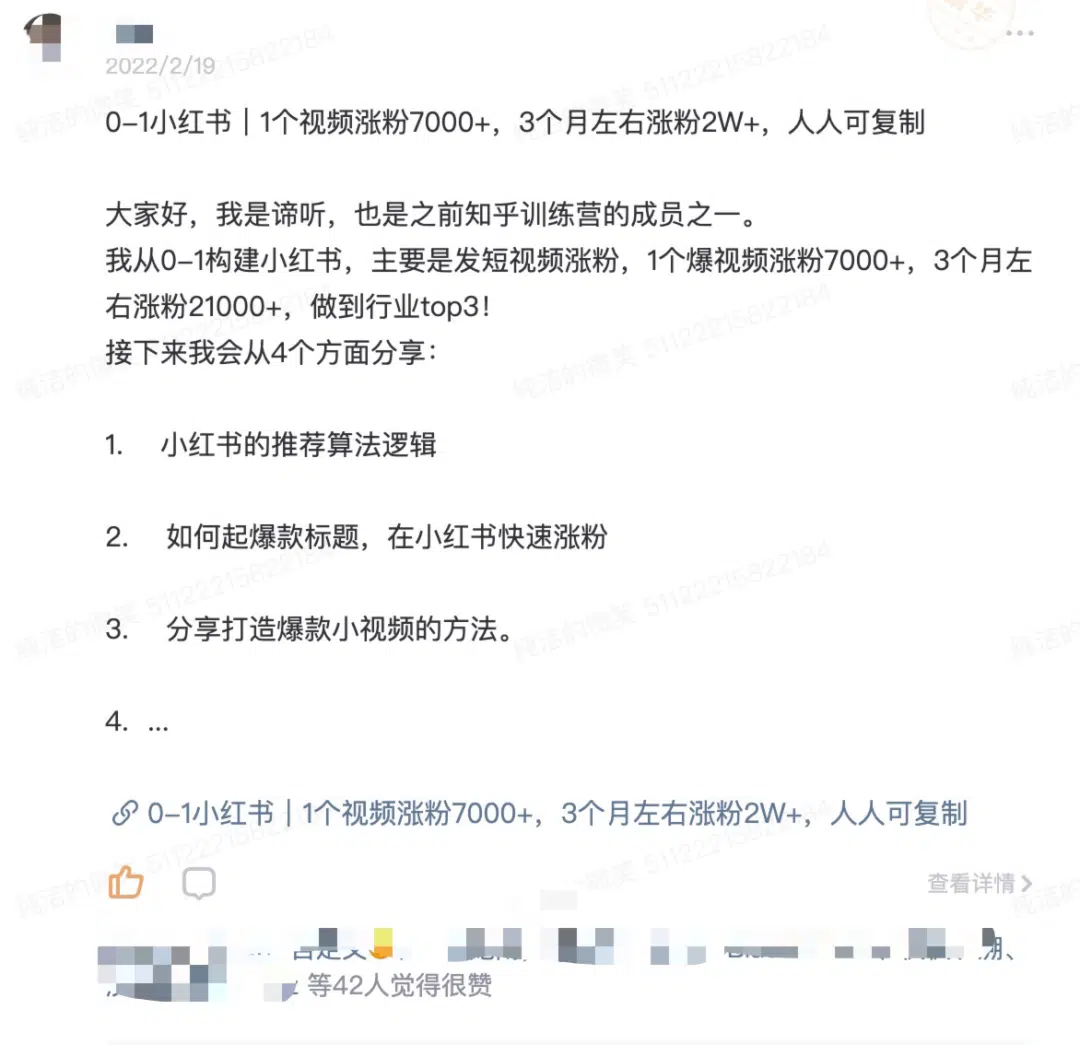 2022/2/19
0-1小红书｜1个视频涨粉7000+，3个月左右涨粉2W+，人人可复制
大家好，我是谛听，也是之前知乎训练营的成员之一。
我从0-1构建小红书，主要是发短视频涨粉，1个爆视频涨粉7000+，3个月左
右涨粉21000+，做到行业top3！
接下来我会从4个方面分享：
1. 小红书的推荐算法逻辑
2. 如何起爆款标题，在小红书快速涨粉
3. 分享打造爆款小视频的方法。
4. ...
0-1小红书｜1个视频涨粉7000+，3个月左右涨粉2W+，人人可复制
查看详情
等42人觉得很赞
纯洁的微笑 51122215822184